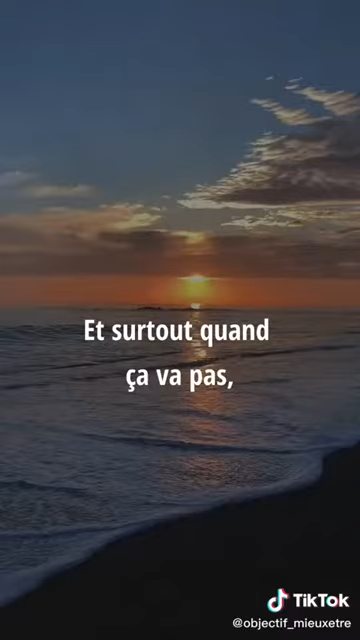 Et surtout quand
ça va pas,
TikTok
@objectif_mieuxetre